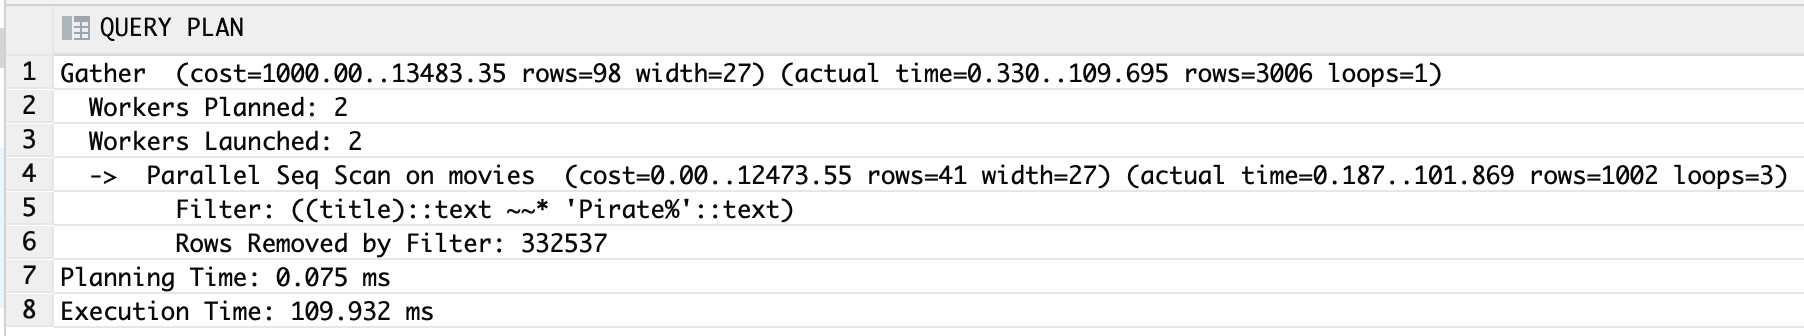 QUERY PLAN
1 Gather  (cost=1000.00..13483.35 rows=98 width=27) (actual time=0.330..109.695 rows=3006 loops=1)
2   Workers Planned: 2
3   Workers Launched: 2
4   ->  Parallel Seq Scan on movies  (cost=0.00..12473.55 rows=41 width=27) (actual time=0.187..101.869 rows=1002 loops=3)
5         Filter: ((title)::text ~~* 'Pirate%'::text)
6         Rows Removed by Filter: 332537
7 Planning Time: 0.075 ms
8 Execution Time: 109.932 ms